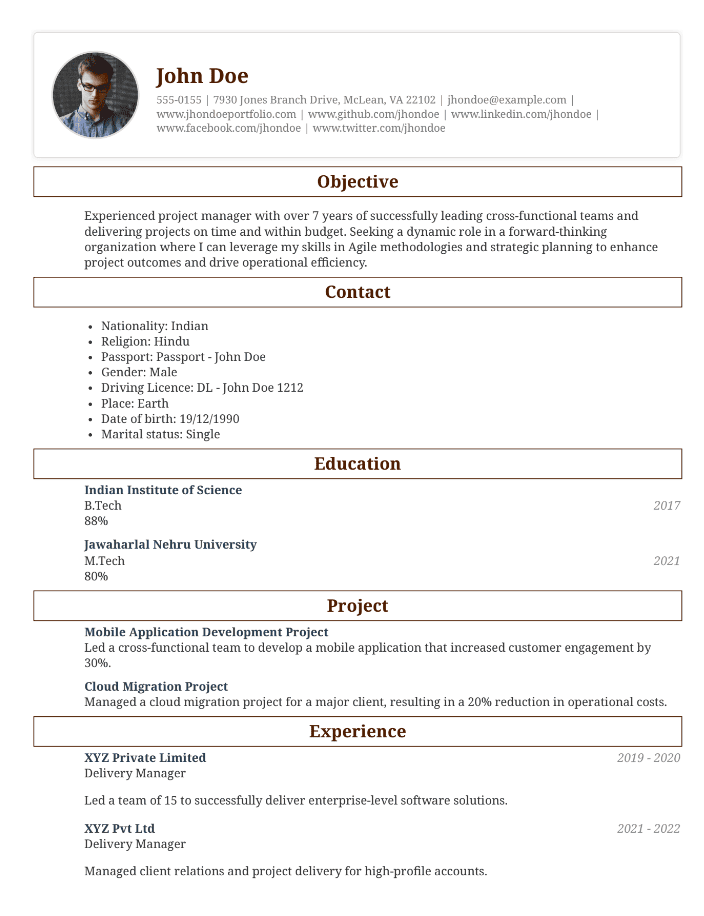 John Doe
555-0155 | 7930 Jones Branch Drive, McLean, VA 22102 | jhondoe@example.com |
www.jhondoeportfolio.com | www.github.com/jhondoe | www.linkedin.com/jhondoe |
www.facebook.com/jhondoe | www.twitter.com/jhondoe
Objective
Experienced project manager with over 7 years of successfully leading cross-functional teams and
delivering projects on time and within budget. Seeking a dynamic role in a forward-thinking
organization where I can leverage my skills in Agile methodologies and strategic planning to enhance
project outcomes and drive operational efficiency.
Contact
• Nationality: Indian
• Religion: Hindu
• Passport: Passport - John Doe
• Gender: Male
• Driving Licence: DL - John Doe 1212
• Place: Earth
• Date of birth: 19/12/1990
• Marital status: Single
Education
Indian Institute of Science
B.Tech 2017
88%
Jawaharlal Nehru University
M.Tech 2021
80%
Project
Mobile Application Development Project
Led a cross-functional team to develop a mobile application that increased customer engagement by
30%.
Cloud Migration Project
Managed a cloud migration project for a major client, resulting in a 20% reduction in operational costs.
Experience
XYZ Private Limited 2019 - 2020
Delivery Manager
Led a team of 15 to successfully deliver enterprise-level software solutions.
XYZ Pvt Ltd 2021 - 2022
Delivery Manager
Managed client relations and project delivery for high-profile accounts.